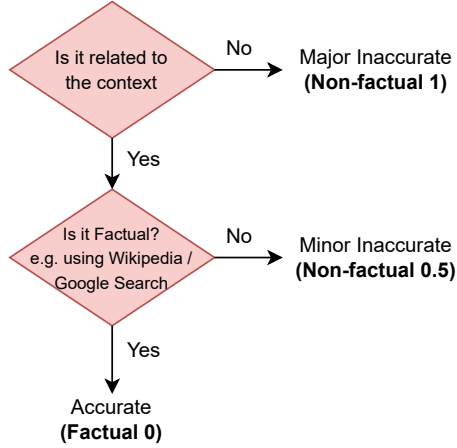 Is it related to
the context
No
Major Inaccurate
(Non-factual 1)
Yes
Is it Factual?
e.g. using Wikipedia /
Google Search
No
Minor Inaccurate
(Non-factual 0.5)
Yes
Accurate
(Factual 0)